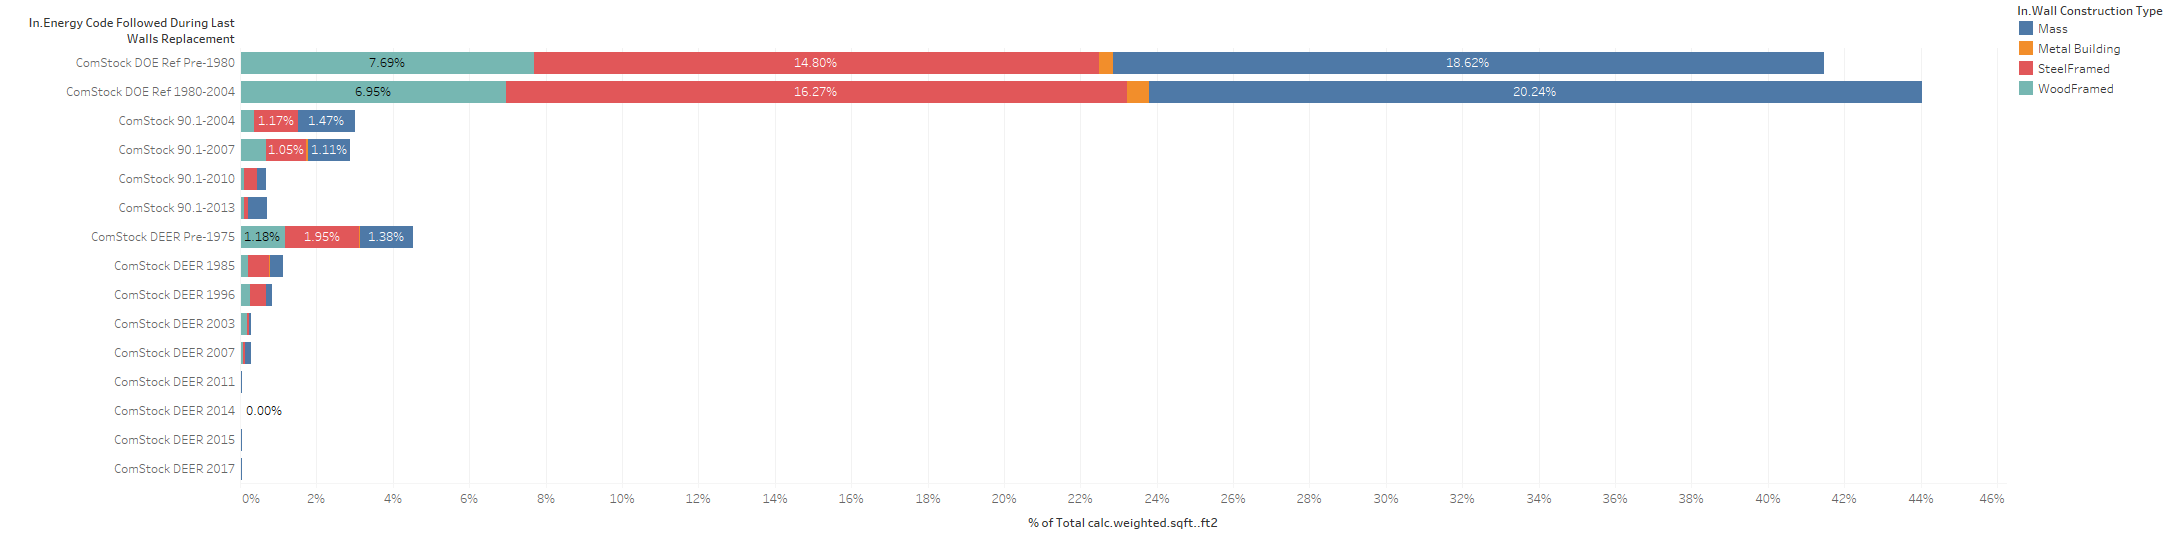 In.Energy Code Followed During Last
Walls Replacement
ComStock DOE Ref Pre-1980 7.69% 14.80% 18.62%
ComStock DOE Ref 1980-2004 6.95% 16.27% 20.24%
ComStock 90.1-2004 1.17% 1.47%
ComStock 90.1-2007 1.05% 1.11%
ComStock 90.1-2010
ComStock 90.1-2013
ComStock DEER Pre-1975 1.18% 1.95% 1.38%
ComStock DEER 1985
ComStock DEER 1996
ComStock DEER 2003
ComStock DEER 2007
ComStock DEER 2011
ComStock DEER 2014 0.00%
ComStock DEER 2015
ComStock DEER 2017
0% 2% 4% 6% 8% 10% 12% 14% 16% 18% 20% 22% 24% 26% 28% 30% 32% 34% 36% 38% 40% 42% 44% 46%
% of Total calc.weighted.sqft..ft2
In.Wall Construction Type
Mass
Metal Building
SteelFramed
WoodFramed